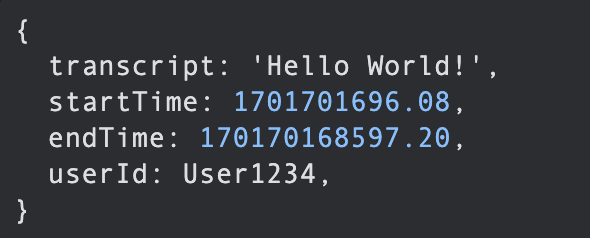 {
  transcript: 'Hello World!',
  startTime: 1701701696.08,
  endTime: 170170168597.20,
  userId: User1234,
}